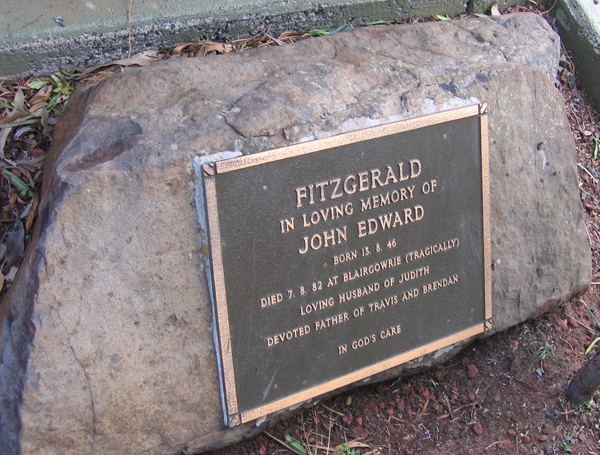 FITZGERALD
IN LOVING MEMORY OF
JOHN EDWARD
BORN 13. 8. 46
DIED 7. 8. 82 AT BLAIRGOWRIE (TRAGICALLY)
LOVING HUSBAND OF JUDITH
DEVOTED FATHER OF TRAVIS AND BRENDAN
IN GOD'S CARE